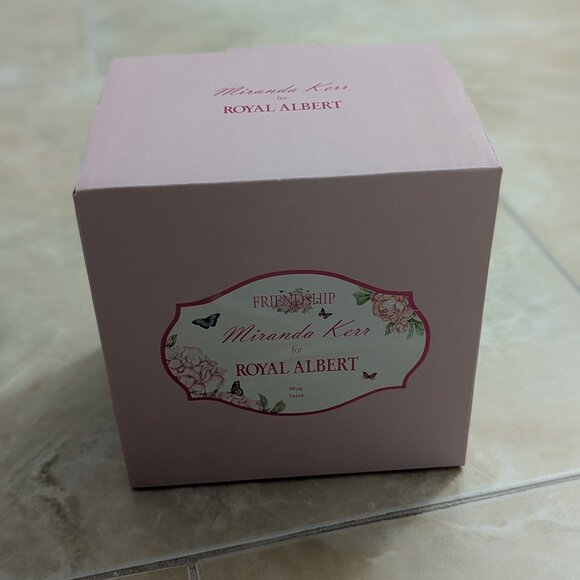 Miranda Kerr
for
ROYAL ALBERT
FRIENDSHIP
Miranda Kerr
for
ROYAL ALBERT
Mug
Tasse